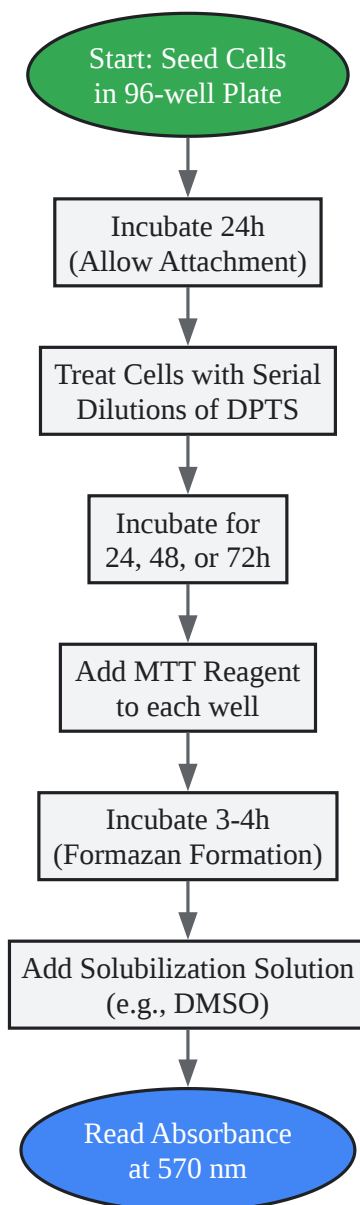 Start: Seed Cells
in 96-well Plate
Incubate 24h
(Allow Attachment)
Treat Cells with Serial
Dilutions of DPTS
Incubate for
24, 48, or 72h
Add MTT Reagent
to each well
Incubate 3-4h
(Formazan Formation)
Add Solubilization Solution
(e.g., DMSO)
Read Absorbance
at 570 nm